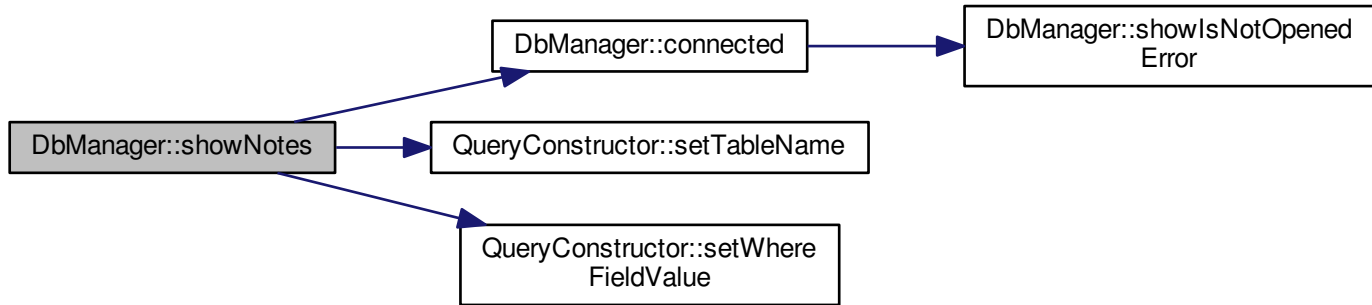 DbManager::showNotes
DbManager::connected
DbManager::showIsNotOpened
Error
QueryConstructor::setTableName
QueryConstructor::setWhere
FieldValue